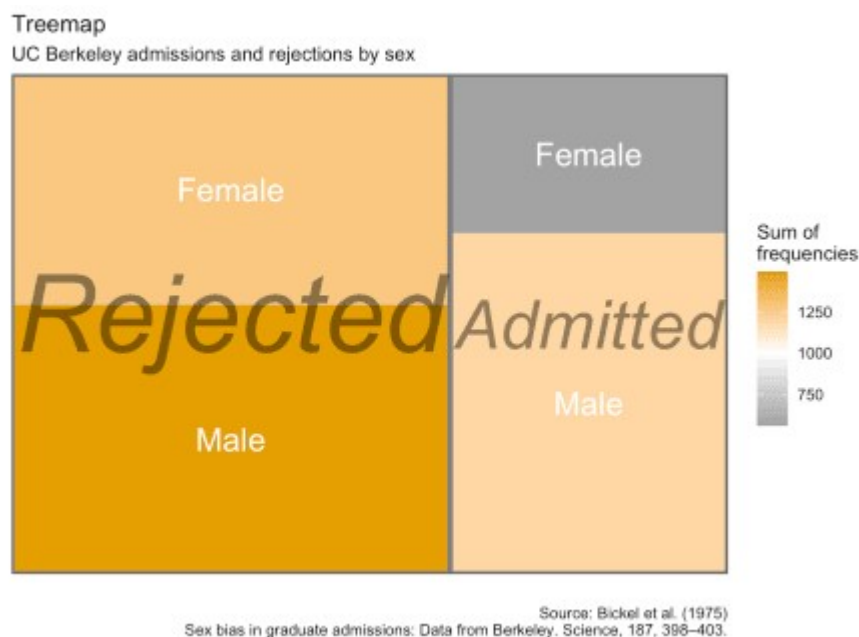 Treemap
UC Berkeley admissions and rejections by sex
Female
Female
Rejected
Admitted
Male
Male
Sum of
frequencies
1250
1000
750
Source: Bickel et al. (1975)
Sex bias in graduate admissions: Data from Berkeley. Science, 187, 398–403.